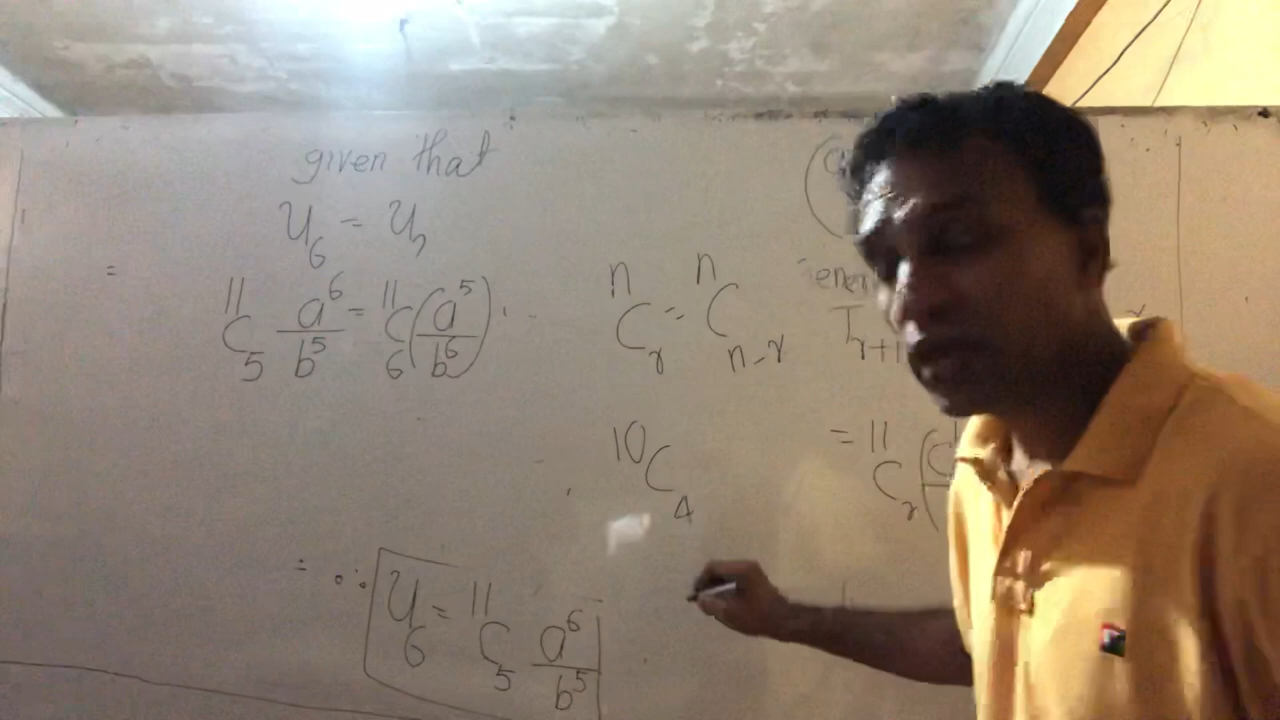 given that
U₆ = U₇
¹¹C₅ a⁶/b⁵ = ¹¹C₆ (a⁵/b⁶)
ⁿCᵣ = ⁿCₙ₋ᵣ
Tᵣ₊₁
¹⁰C₄
= ¹¹Cᵣ (
= ∴ U₆ = ¹¹C₅ a⁶/b⁵